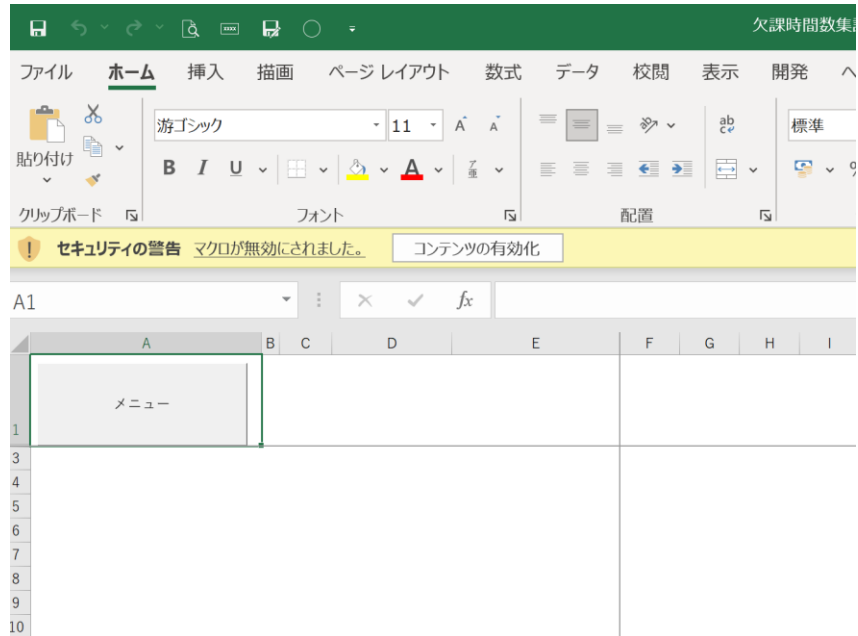 欠課時間数集
ファイル ホーム 挿入 描画 ページ レイアウト 数式 データ 校閲 表示 開発 ヘ
貼り付け
游ゴシック 11 A A ab 標準
B I U A ア亜 %
クリップボード フォント 配置
セキュリティの警告 マクロが無効にされました。 コンテンツの有効化
A1 fx
A B C D E F G H I
メニュー
1
3
4
5
6
7
8
9
10